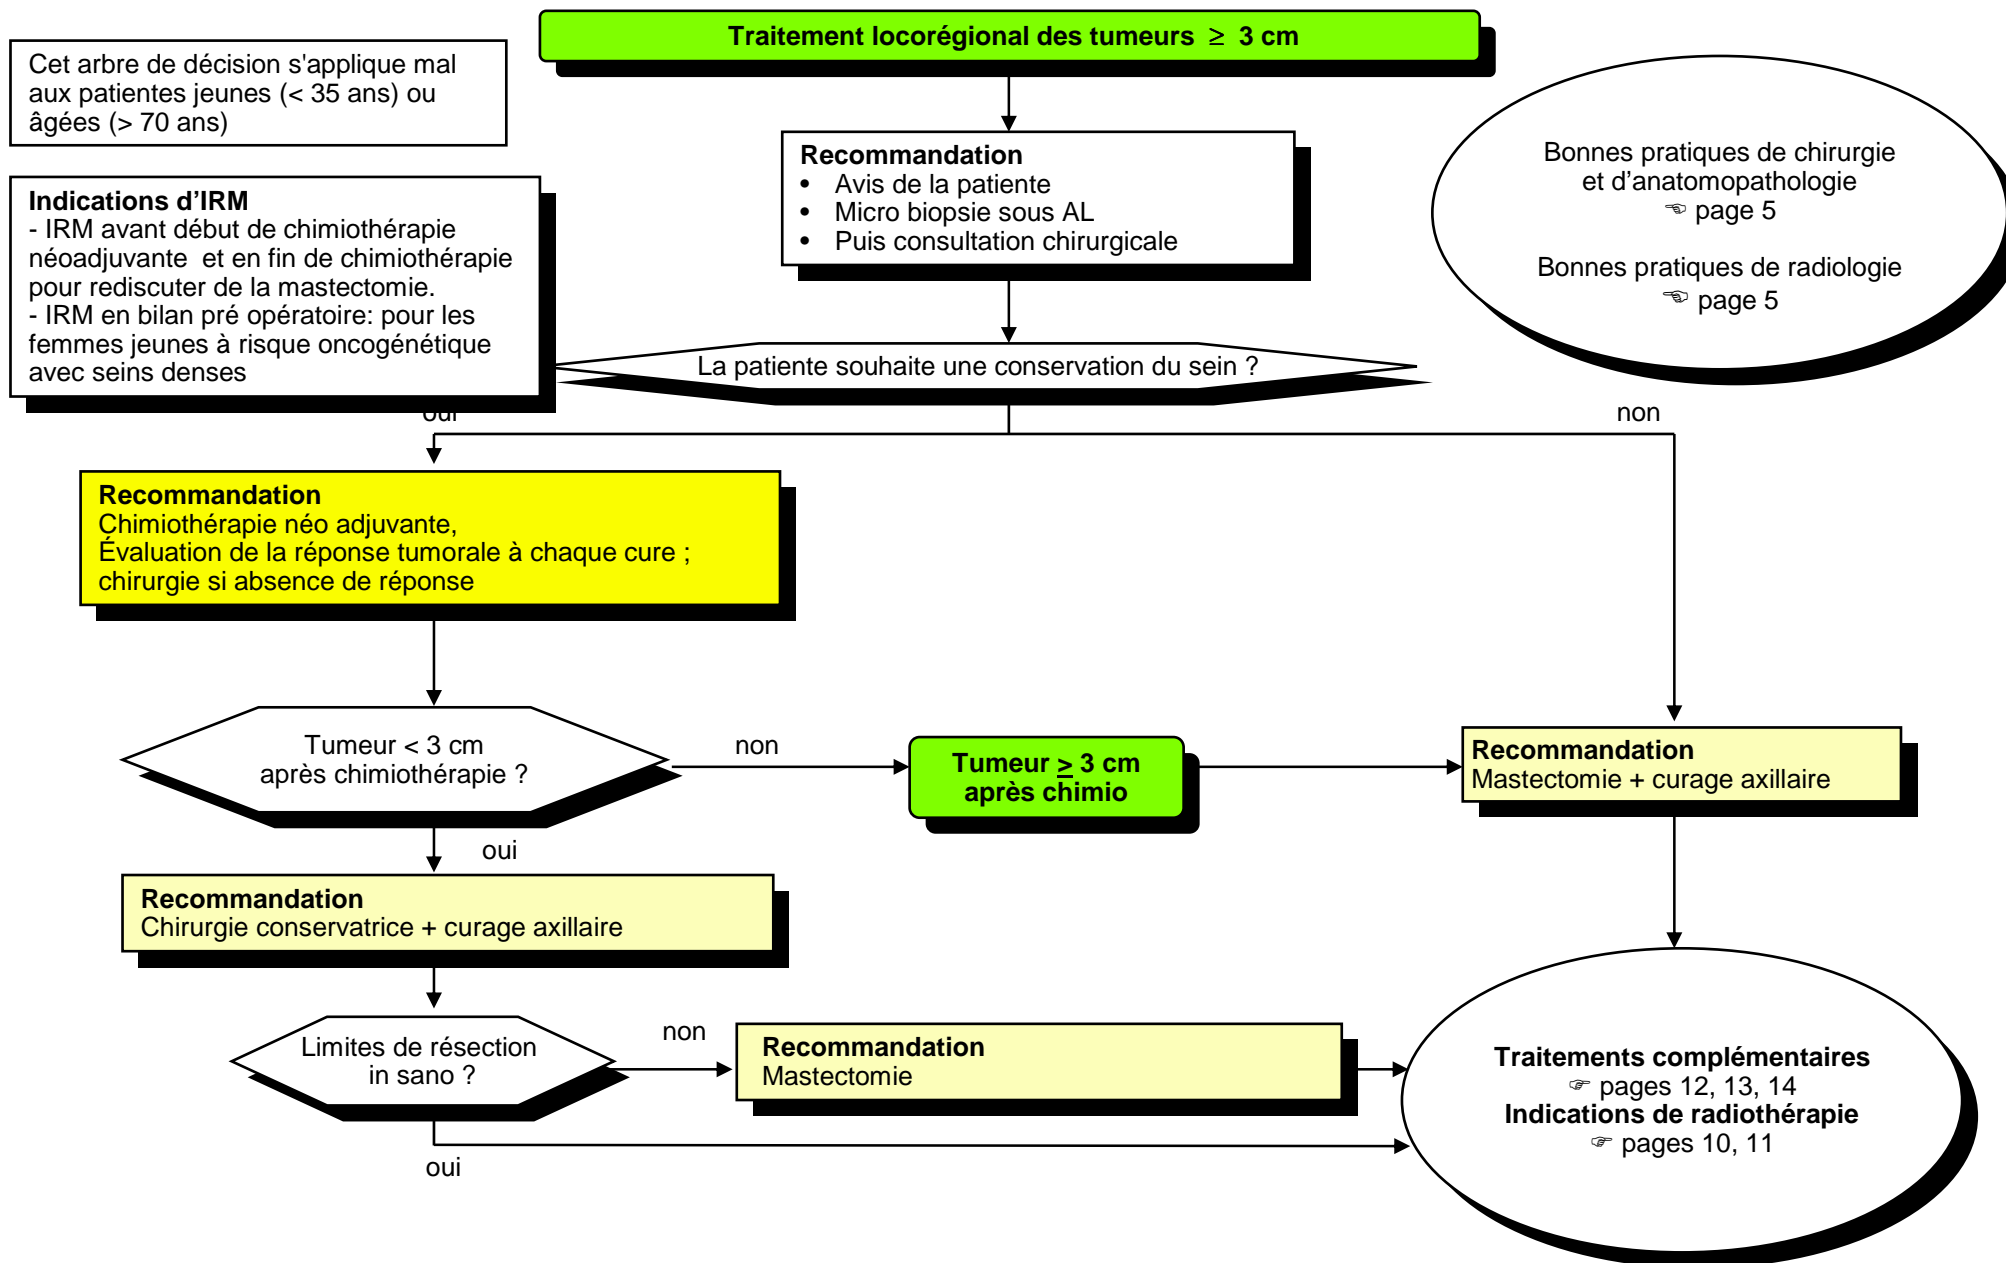 Traitement locorégional des tumeurs ≥ 3 cm
Cet arbre de décision s'applique mal
aux patientes jeunes (< 35 ans) ou
âgées (> 70 ans)
Recommandation
• Avis de la patiente
• Micro biopsie sous AL
• Puis consultation chirurgicale
Bonnes pratiques de chirurgie
et d'anatomopathologie
☞ page 5
Bonnes pratiques de radiologie
☞ page 5
Indications d’IRM
- IRM avant début de chimiothérapie
néoadjuvante et en fin de chimiothérapie
pour rediscuter de la mastectomie.
- IRM en bilan pré opératoire: pour les
femmes jeunes à risque oncogénétique
avec seins denses
La patiente souhaite une conservation du sein ?
oui
non
Recommandation
Chimiothérapie néo adjuvante,
Évaluation de la réponse tumorale à chaque cure ;
chirurgie si absence de réponse
Tumeur < 3 cm
après chimiothérapie ?
non
Tumeur ≥ 3 cm
après chimio
Recommandation
Mastectomie + curage axillaire
oui
Recommandation
Chirurgie conservatrice + curage axillaire
Limites de résection
in sano ?
non
Recommandation
Mastectomie
oui
Traitements complémentaires
☞ pages 12, 13, 14
Indications de radiothérapie
☞ pages 10, 11